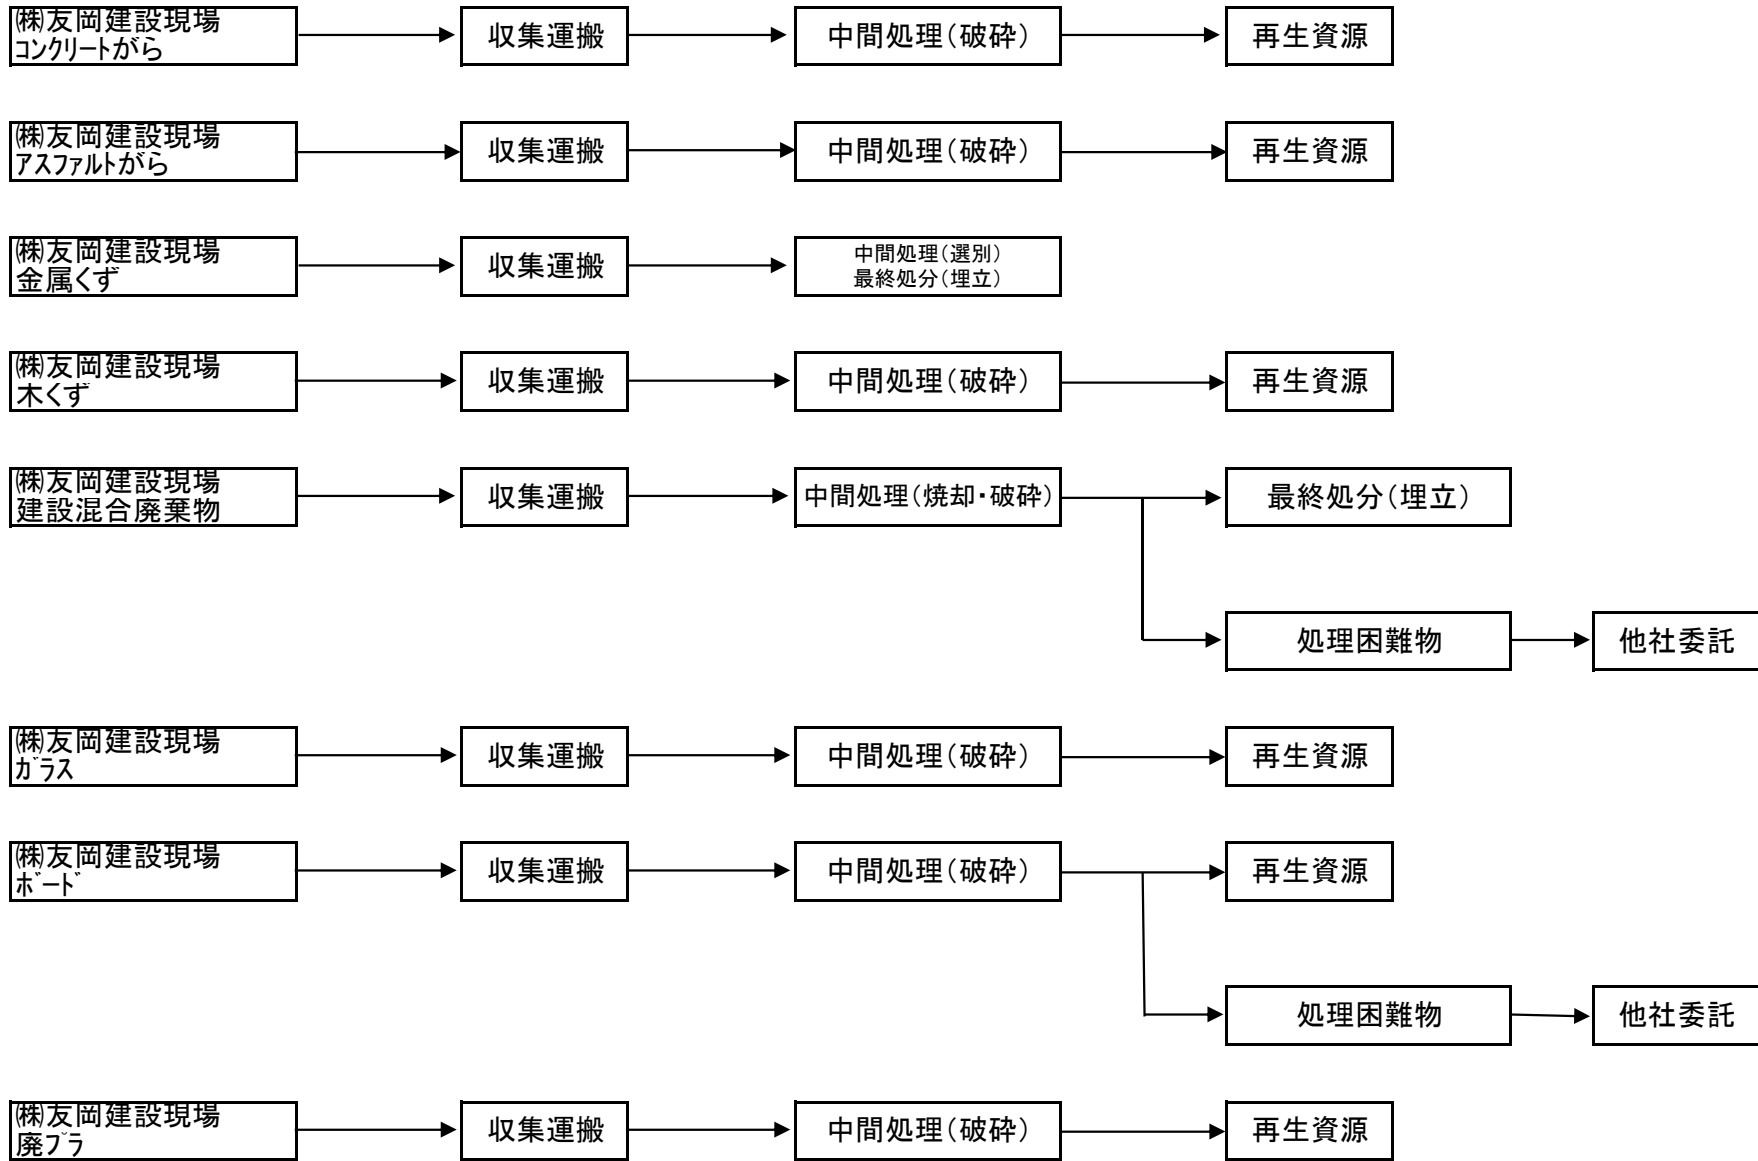 ㈱友岡建設現場
コンクリートがら
収集運搬
中間処理（破砕）
再生資源
㈱友岡建設現場
アスファルトがら
収集運搬
中間処理（破砕）
再生資源
㈱友岡建設現場
金属くず
収集運搬
中間処理（選別）
最終処分（埋立）
㈱友岡建設現場
木くず
収集運搬
中間処理（破砕）
再生資源
㈱友岡建設現場
建設混合廃棄物
収集運搬
中間処理（焼却・破砕）
最終処分（埋立）
処理困難物
他社委託
㈱友岡建設現場
ｶﾞﾗｽ
収集運搬
中間処理（破砕）
再生資源
㈱友岡建設現場
ﾎﾞｰﾄﾞ
収集運搬
中間処理（破砕）
再生資源
処理困難物
他社委託
㈱友岡建設現場
廃ﾌﾟﾗ
収集運搬
中間処理（破砕）
再生資源